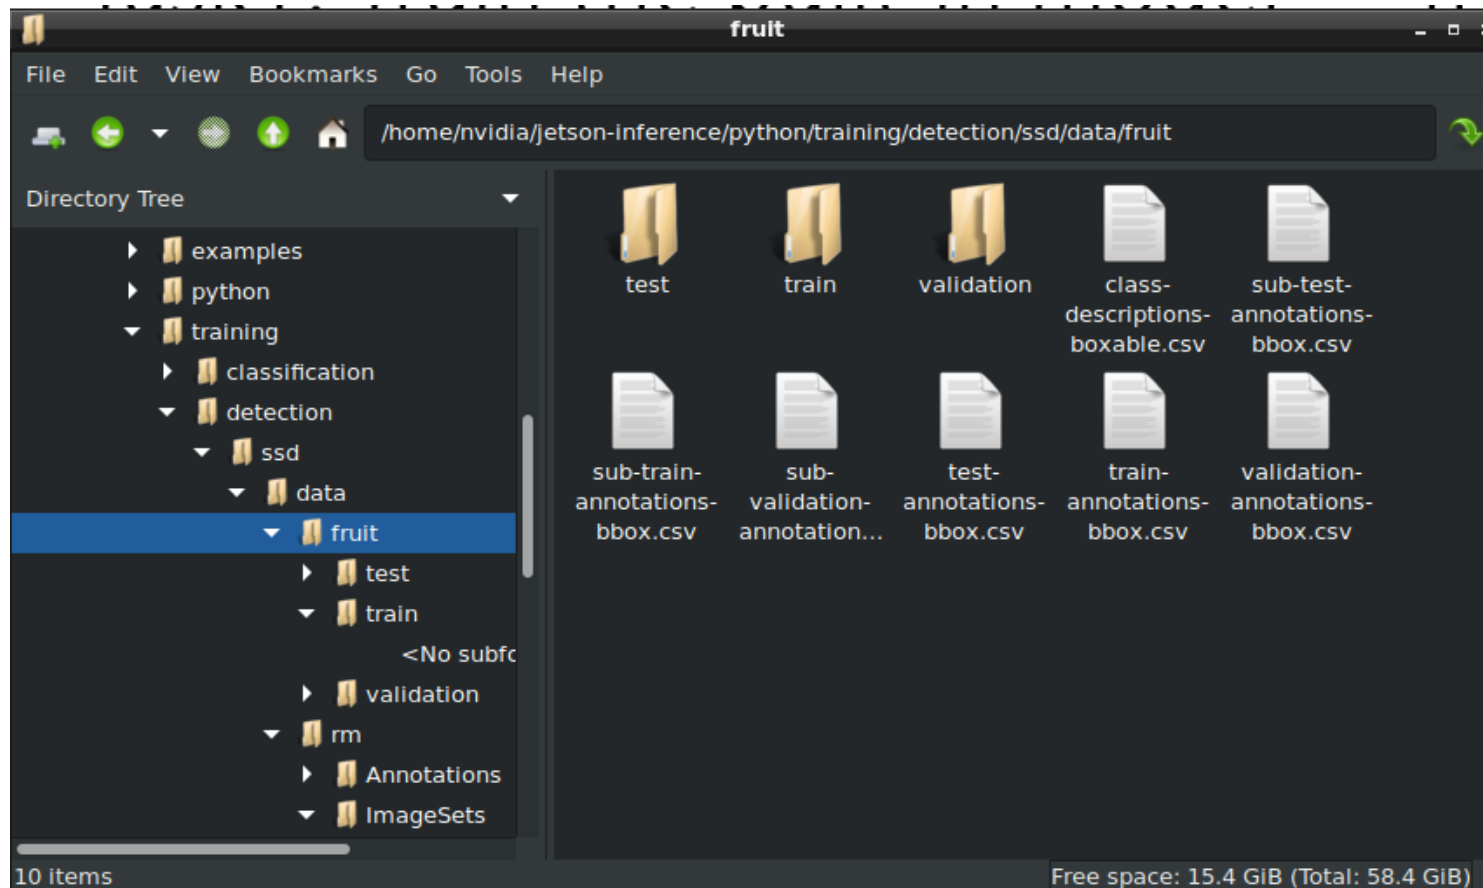 fruit
File Edit View Bookmarks Go Tools Help
/home/nvidia/jetson-inference/python/training/detection/ssd/data/fruit
Directory Tree
examples
python
training
classification
detection
ssd
data
fruit
test
train
<No subfo
validation
rm
Annotations
ImageSets
test
train
validation
class-
descriptions-
boxable.csv
sub-test-
annotations-
bbox.csv
sub-train-
annotations-
bbox.csv
sub-
validation-
annotation...
test-
annotations-
bbox.csv
train-
annotations-
bbox.csv
validation-
annotations-
bbox.csv
10 items
Free space: 15.4 GiB (Total: 58.4 GiB)